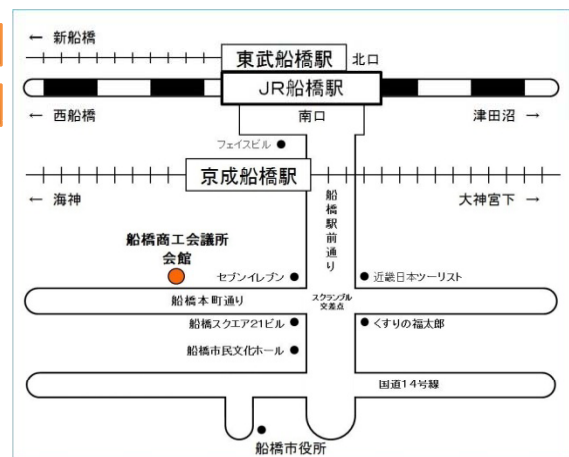 ← 新船橋
東武船橋駅
北口
JR船橋駅
← 西船橋
南口
津田沼 →
フェイスビル
京成船橋駅
← 海神
船橋駅前通り
大神宮下 →
船橋商工会議所
会館
セブンイレブン
近畿日本ツーリスト
船橋本町通り
スクランブル
交差点
船橋スクエア21ビル
くすりの福太郎
船橋市民文化ホール
国道14号線
船橋市役所